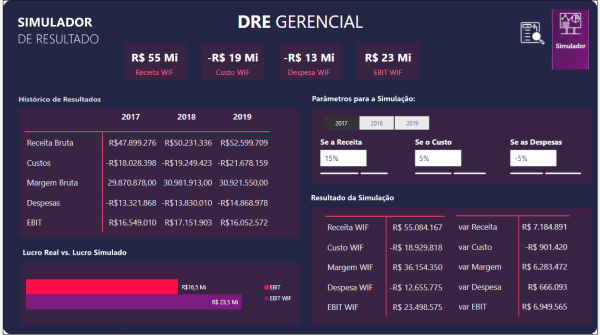 SIMULADOR
DE RESULTADO
DRE GERENCIAL
Simulador
R$ 55 Mi
Receita WIF
-R$ 19 Mi
Custo WIF
-R$ 13 Mi
Despesa WIF
R$ 23 Mi
EBIT WIF
Histórico de Resultados
2017 2018 2019
Receita Bruta R$47.899.276 R$50.231.336 R$52.599.709
Custos -R$18.028.398 -R$19.249.423 -R$21.678.159
Margem Bruta 29.870.878,00 30.981.913,00 30.921.550,00
Despesas -R$13.321.868 -R$13.830.010 -R$14.868.978
EBIT R$16.549.010 R$17.151.903 R$16.052.572
Parâmetros para a Simulação:
2017 2018 2019
Se a Receita Se o Custo Se as Despesas
15% 5% -5%
Resultado da Simulação
Receita WIF R$ 55.084.167 var Receita R$ 7.184.891
Custo WIF -R$ 18.929.818 var Custo -R$ 901.420
Margem WIF R$ 36.154.350 var Margem R$ 6.283.472
Despesa WIF -R$ 12.655.775 var Despesa R$ 666.093
EBIT WIF R$ 23.498.575 var EBIT R$ 6.949.565
Lucro Real vs. Lucro Simulado
R$16,5 Mi
R$ 23,5 Mi
EBIT
EBIT WIF